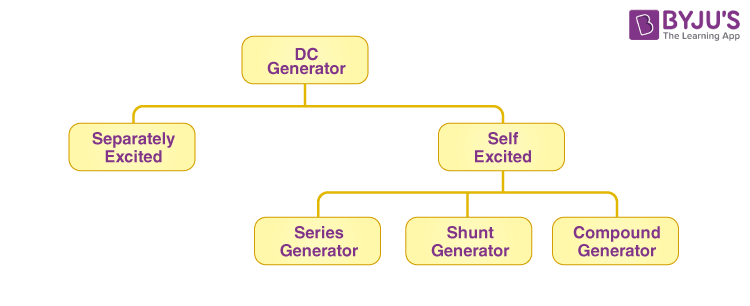 BYJU'S
The Learning App
DC
Generator
Separately
Excited
Self
Excited
Series
Generator
Shunt
Generator
Compound
Generator